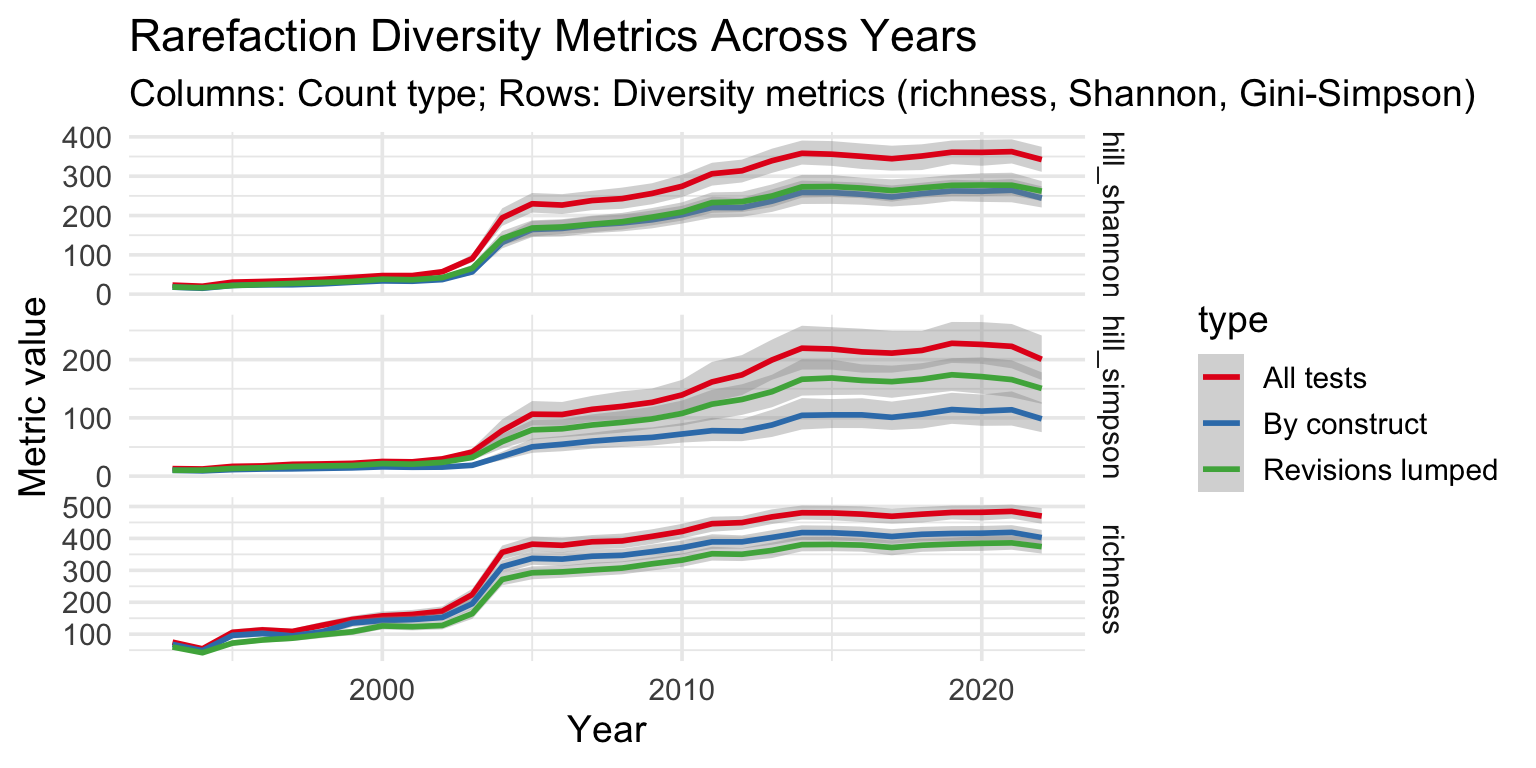 Rarefaction Diversity Metrics Across Years
Columns: Count type; Rows: Diversity metrics (richness, Shannon, Gini-Simpson)
Metric value
400
300
200
100
0
hill_shannon
200
100
0
hill_simpson
500
400
300
200
100
richness
2000
2010
2020
Year
type
All tests
By construct
Revisions lumped